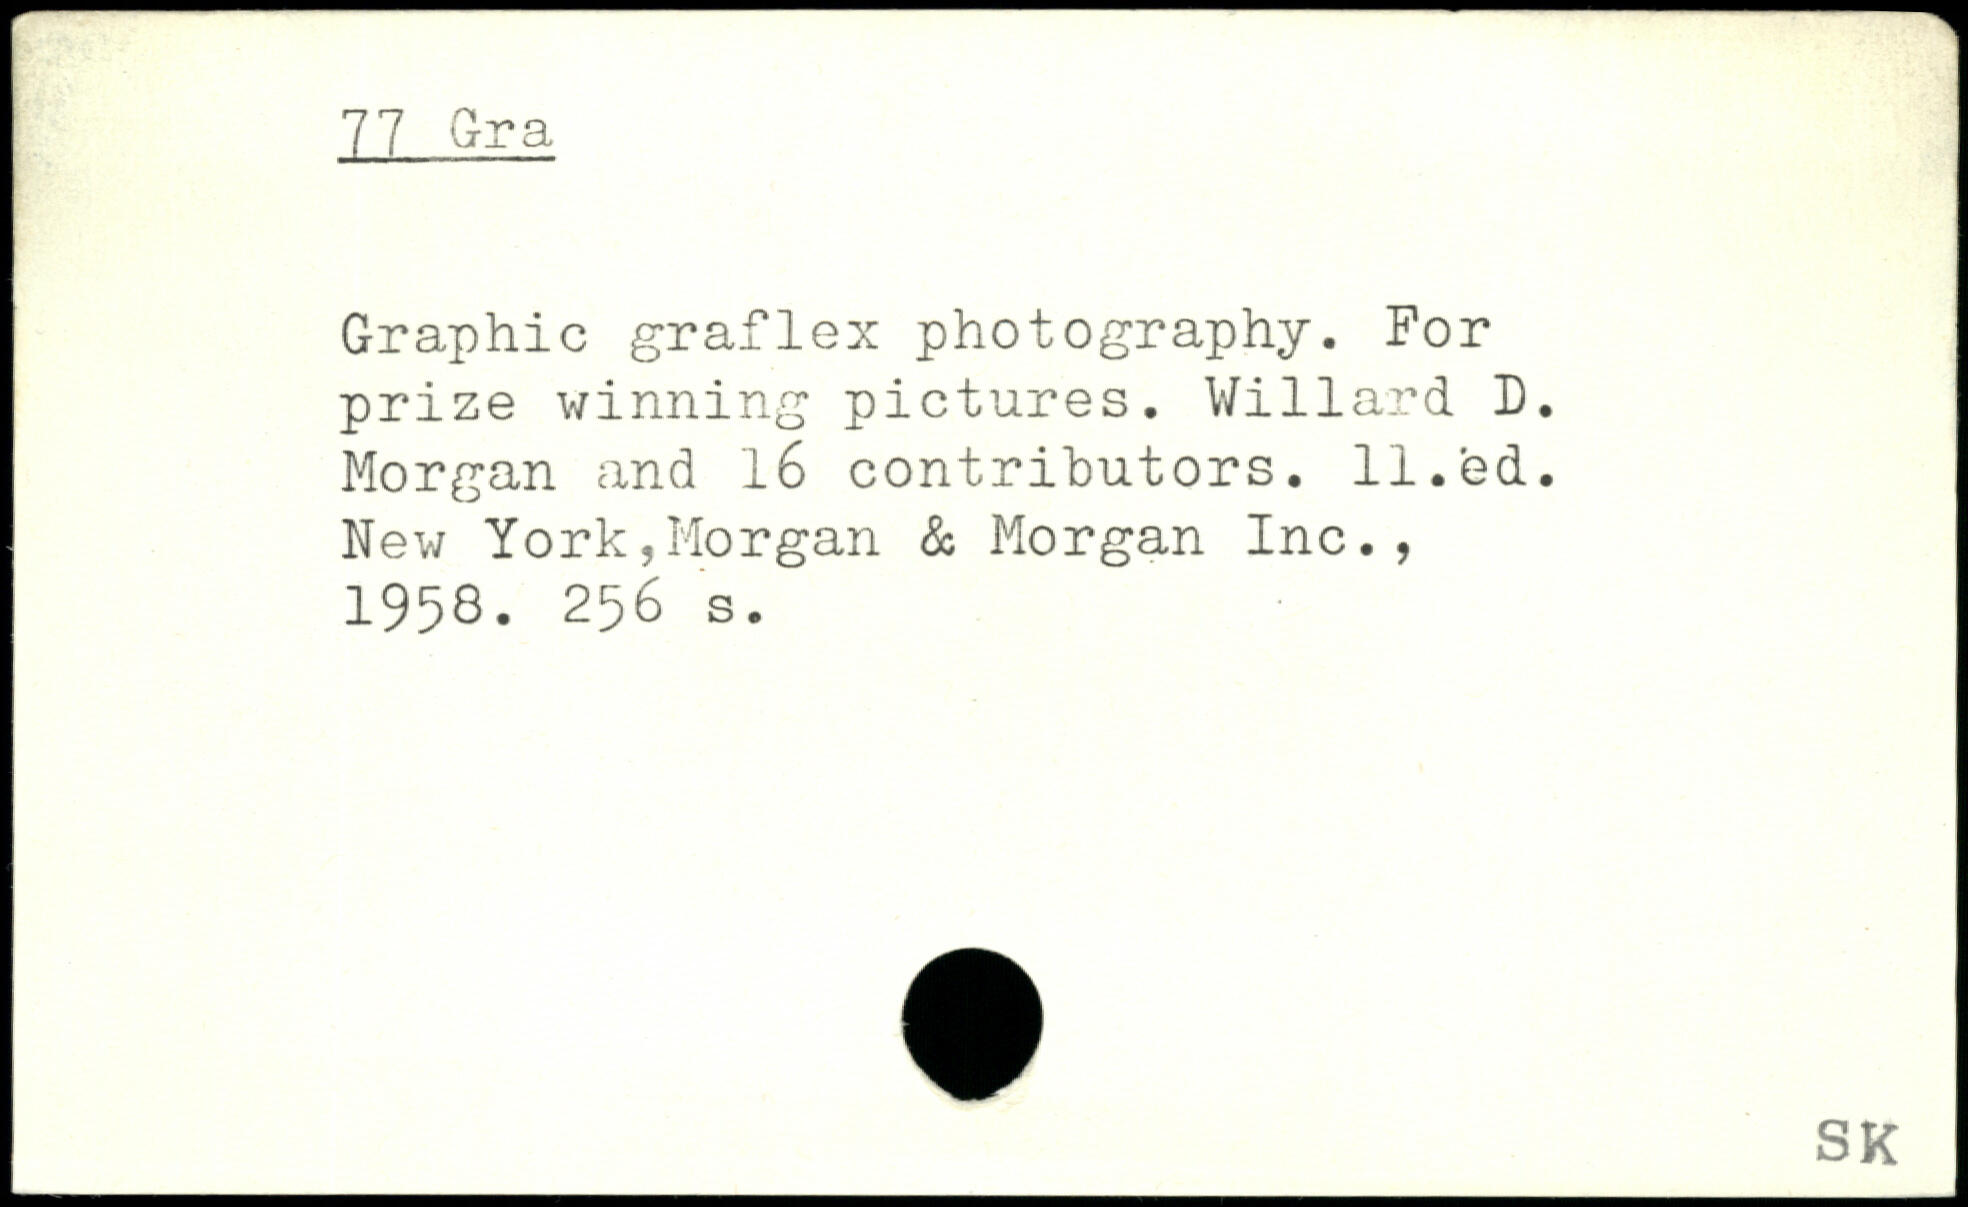 77 Gra
Graphic graflex photography. For
prize winning pictures. Willard D.
Morgan and 16 contributors. 11.ed.
New York,Morgan & Morgan Inc.,
1958. 256 s.
SK